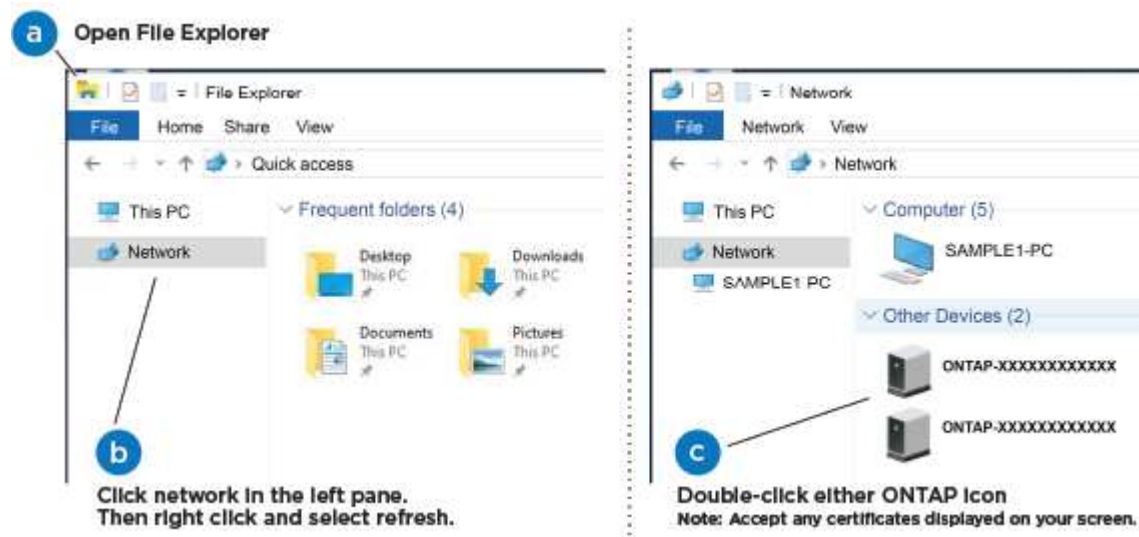 a Open File Explorer
File Explorer
File Home Share View
Quick access
This PC
Network
Frequent folders (4)
Desktop
This PC
Downloads
This PC
Documents
This PC
Pictures
This PC
b
Click network in the left pane.
Then right click and select refresh.
Network
File Network View
Network
This PC
Network
SAMPLE1 PC
Computer (5)
SAMPLE1-PC
Other Devices (2)
ONTAP-XXXXXXXXXXXX
ONTAP-XXXXXXXXXXXX
c
Double-click either ONTAP icon
Note: Accept any certificates displayed on your screen.